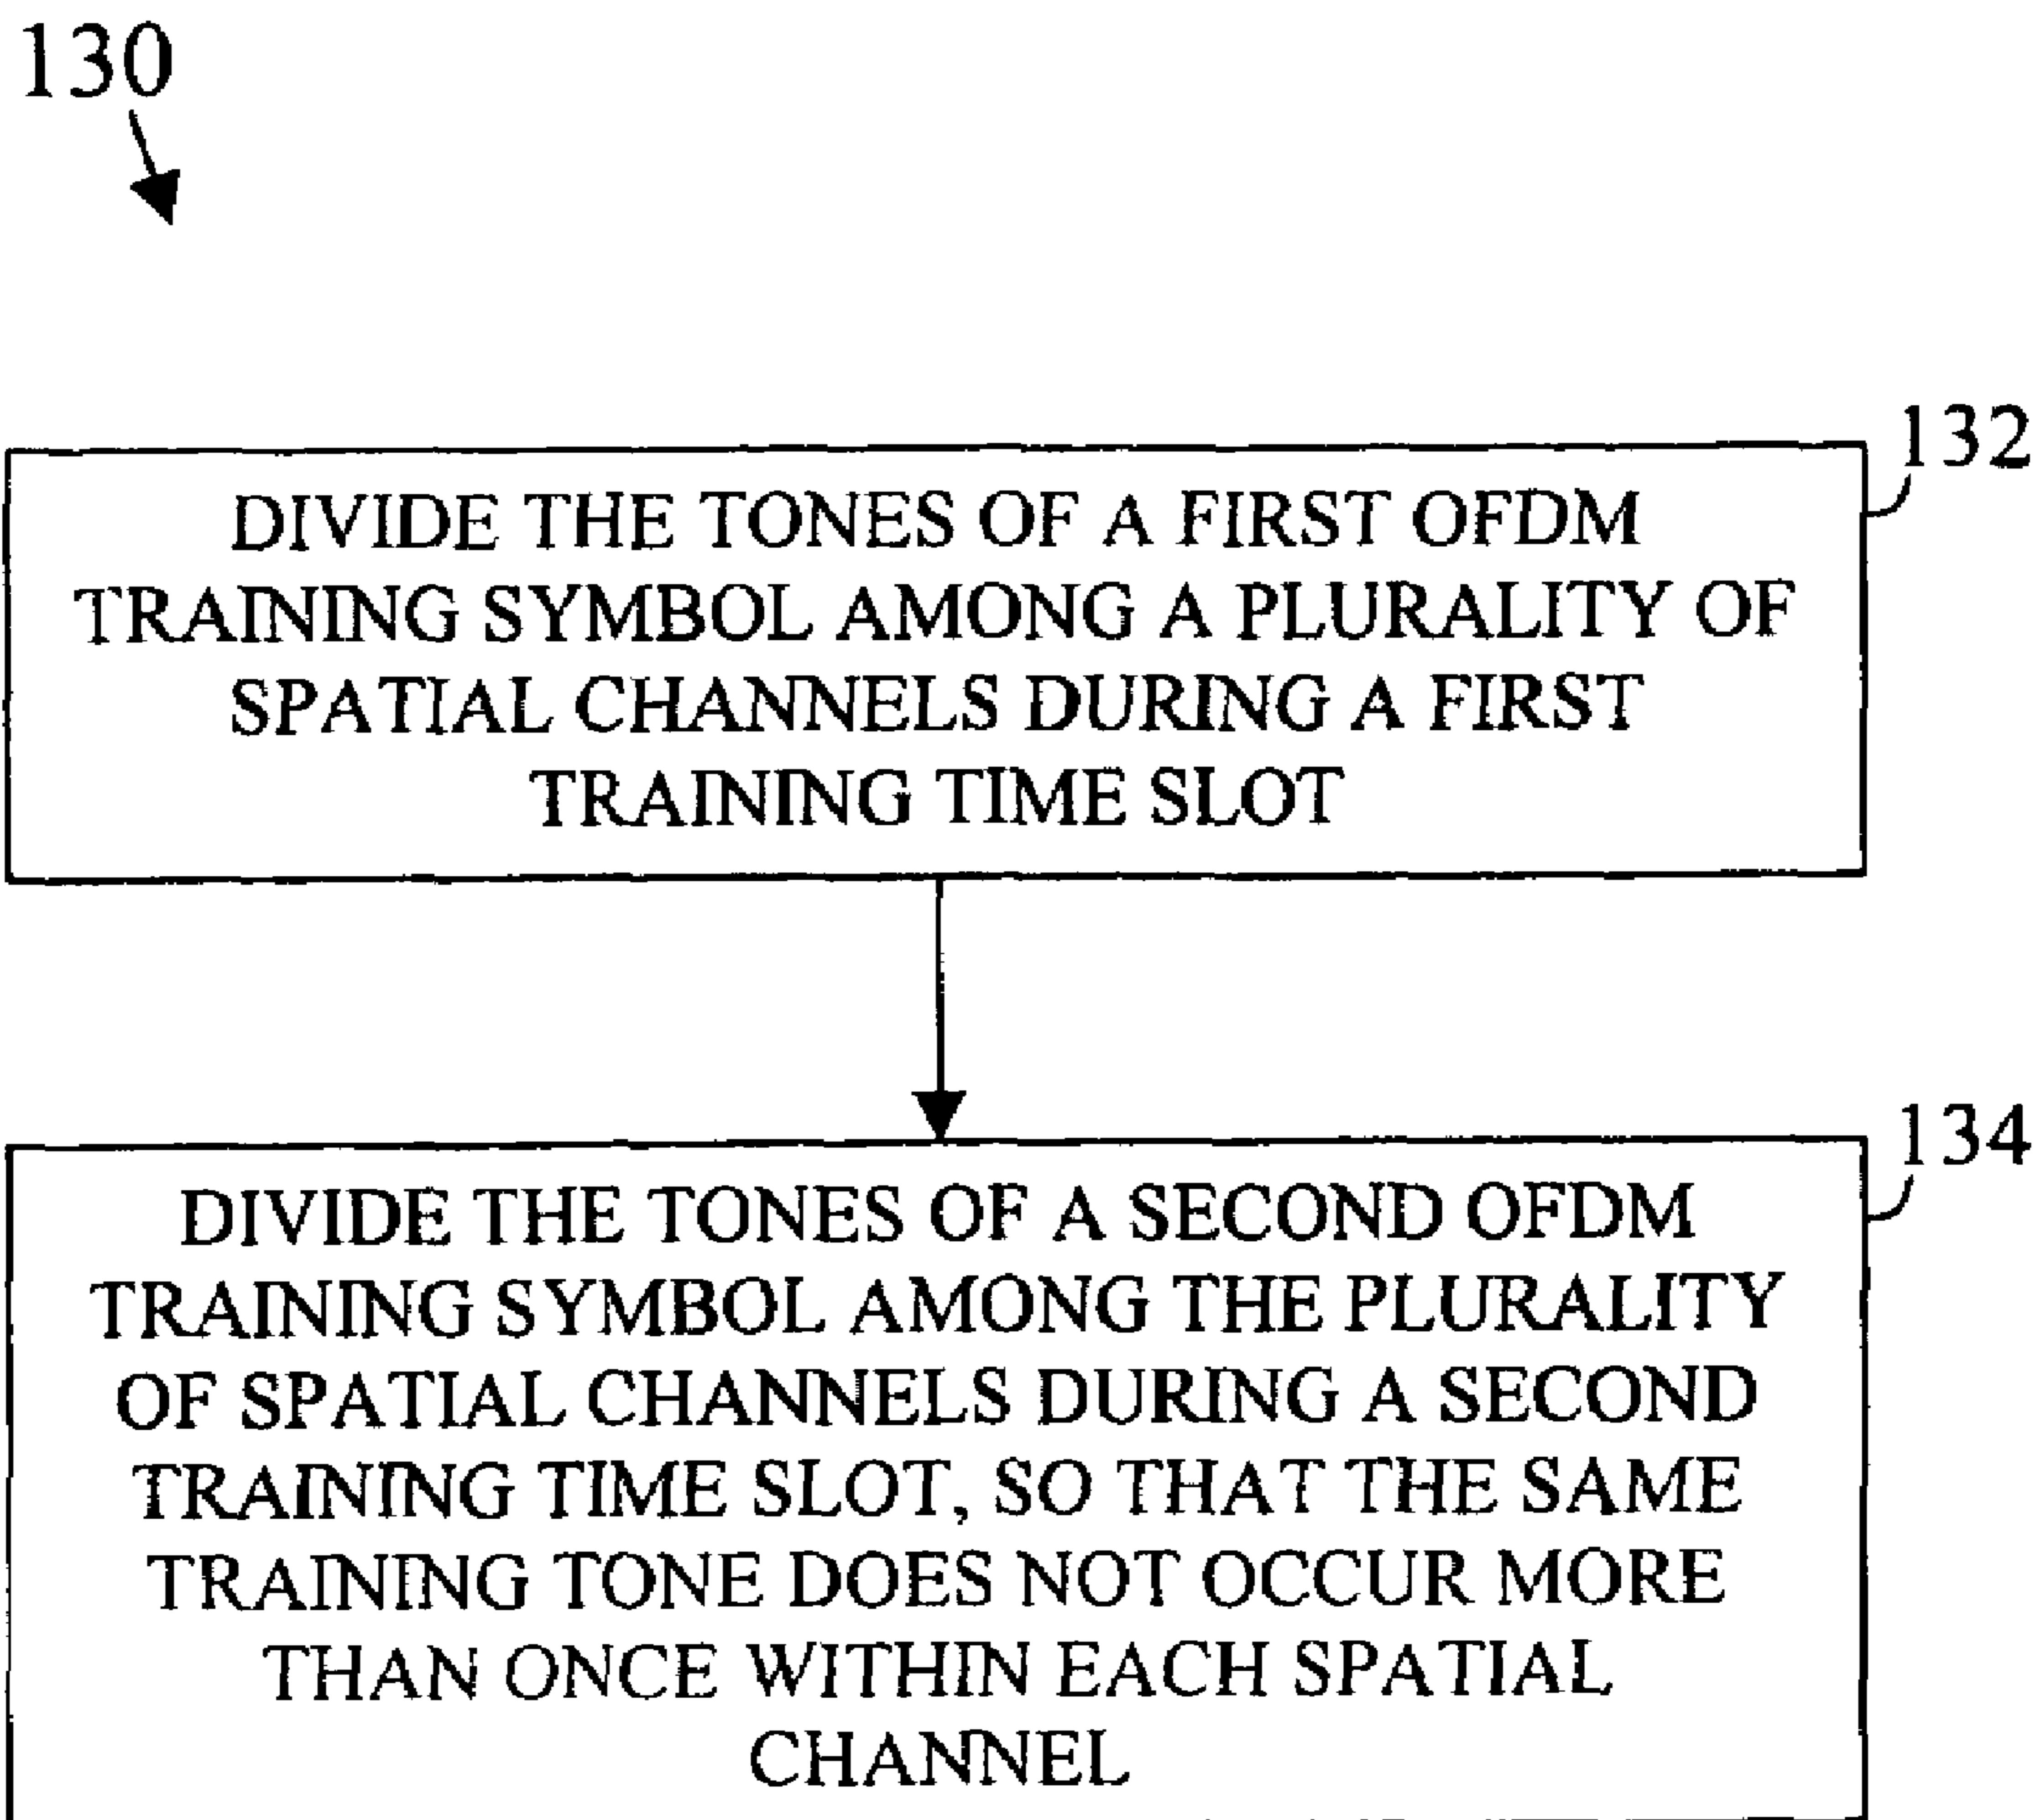 130
132
DIVIDE THE TONES OF A FIRST OFDM
TRAINING SYMBOL AMONG A PLURALITY OF
SPATIAL CHANNELS DURING A FIRST
TRAINING TIME SLOT
134
DIVIDE THE TONES OF A SECOND OFDM
TRAINING SYMBOL AMONG THE PLURALITY
OF SPATIAL CHANNELS DURING A SECOND
TRAINING TIME SLOT, SO THAT THE SAME
TRAINING TONE DOES NOT OCCUR MORE
THAN ONCE WITHIN EACH SPATIAL
CHANNEL